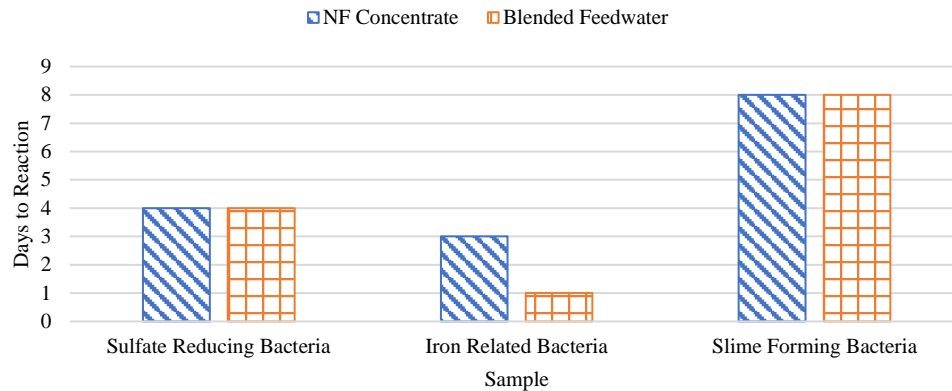 NF Concentrate Blended Feedwater
9
8
7
6
5
4
3
2
1
0
Days to Reaction
Sulfate Reducing Bacteria Iron Related Bacteria Slime Forming Bacteria
Sample